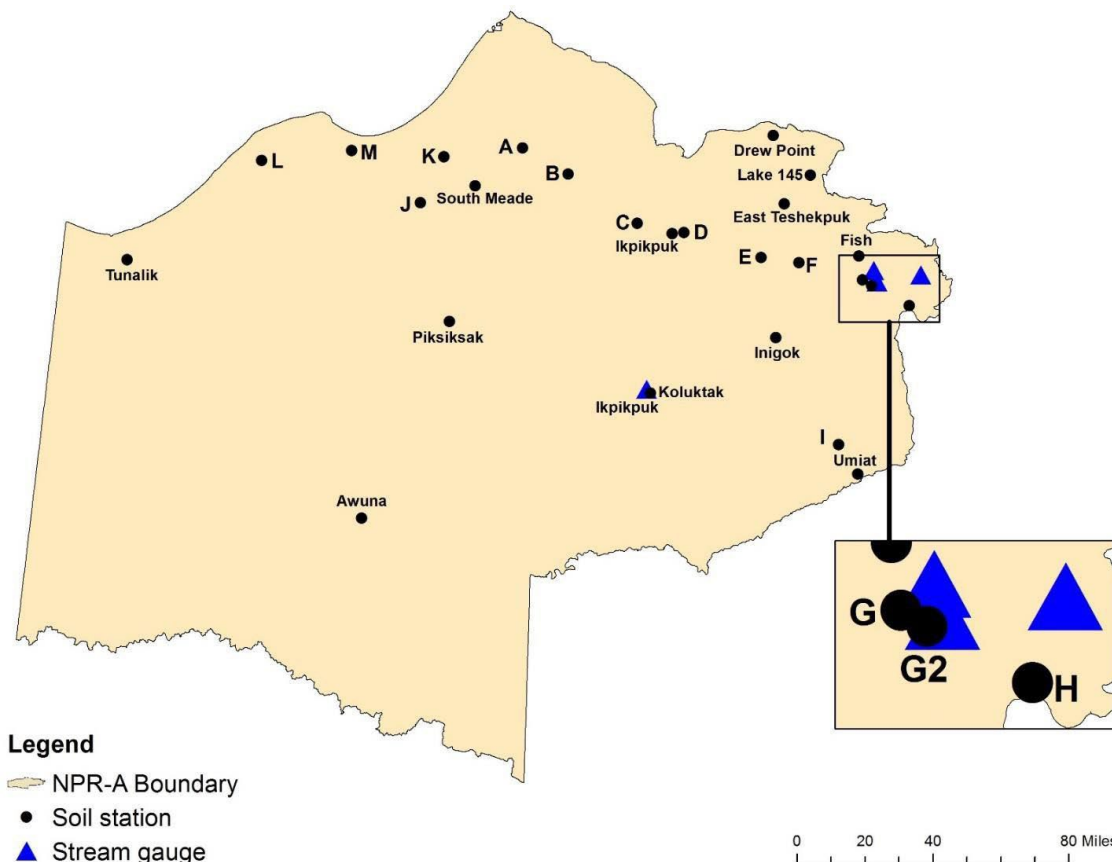 Drew Point
L
M
K
A
B
Lake 145
J
South Meade
East Teshekpuk
C
Ikpikpuk
D
Fish
E
F
Tunalik
Piksiksak
Inigok
Koluktak
Ikpikpuk
I
Umiat
Awuna
G
G2
H
Legend
NPR-A Boundary
Soil station
Stream gauge
0 20 40 80 Miles